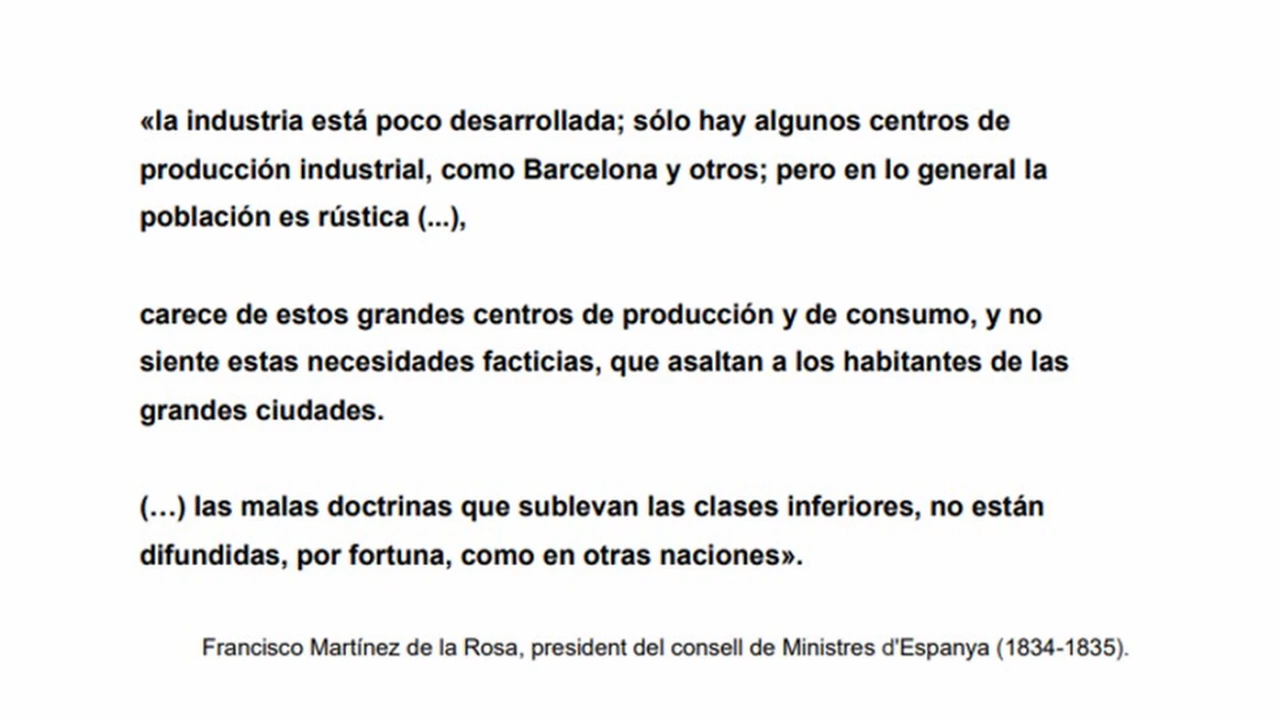 «la industria está poco desarrollada; sólo hay algunos centros de
producción industrial, como Barcelona y otros; pero en lo general la
población es rústica (...),
carece de estos grandes centros de producción y de consumo, y no
siente estas necesidades facticias, que asaltan a los habitantes de las
grandes ciudades.
(…) las malas doctrinas que sublevan las clases inferiores, no están
difundidas, por fortuna, como en otras naciones».
Francisco Martínez de la Rosa, president del consell de Ministres d'Espanya (1834-1835).